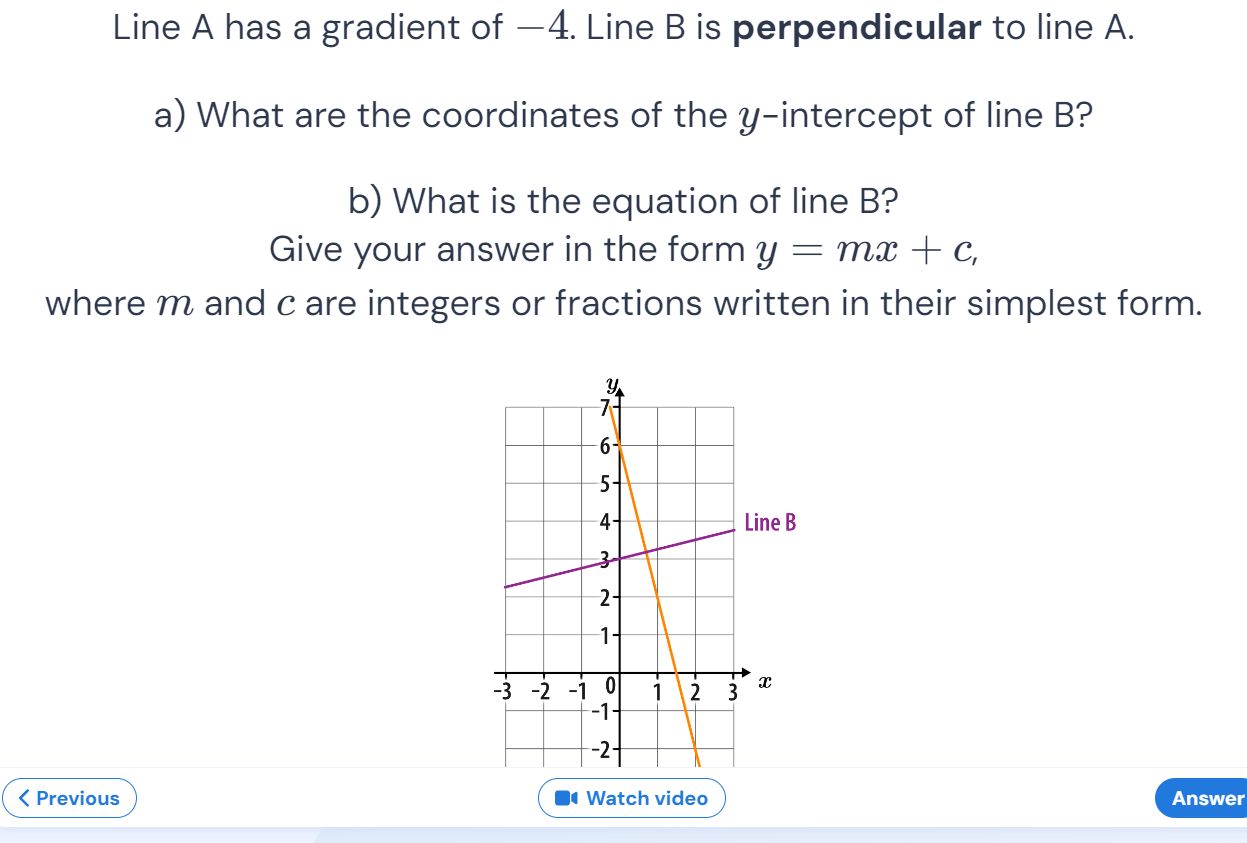 Line A has a gradient of −4. Line B is perpendicular to line A.
a) What are the coordinates of the y-intercept of line B?
b) What is the equation of line B?
Give your answer in the form y = mx + c,
where m and c are integers or fractions written in their simplest form.
y
7
6
5
4
Line B
3
2
1
-3 -2 -1 0 1 2 3 x
-1
-2
Previous
Watch video
Answer